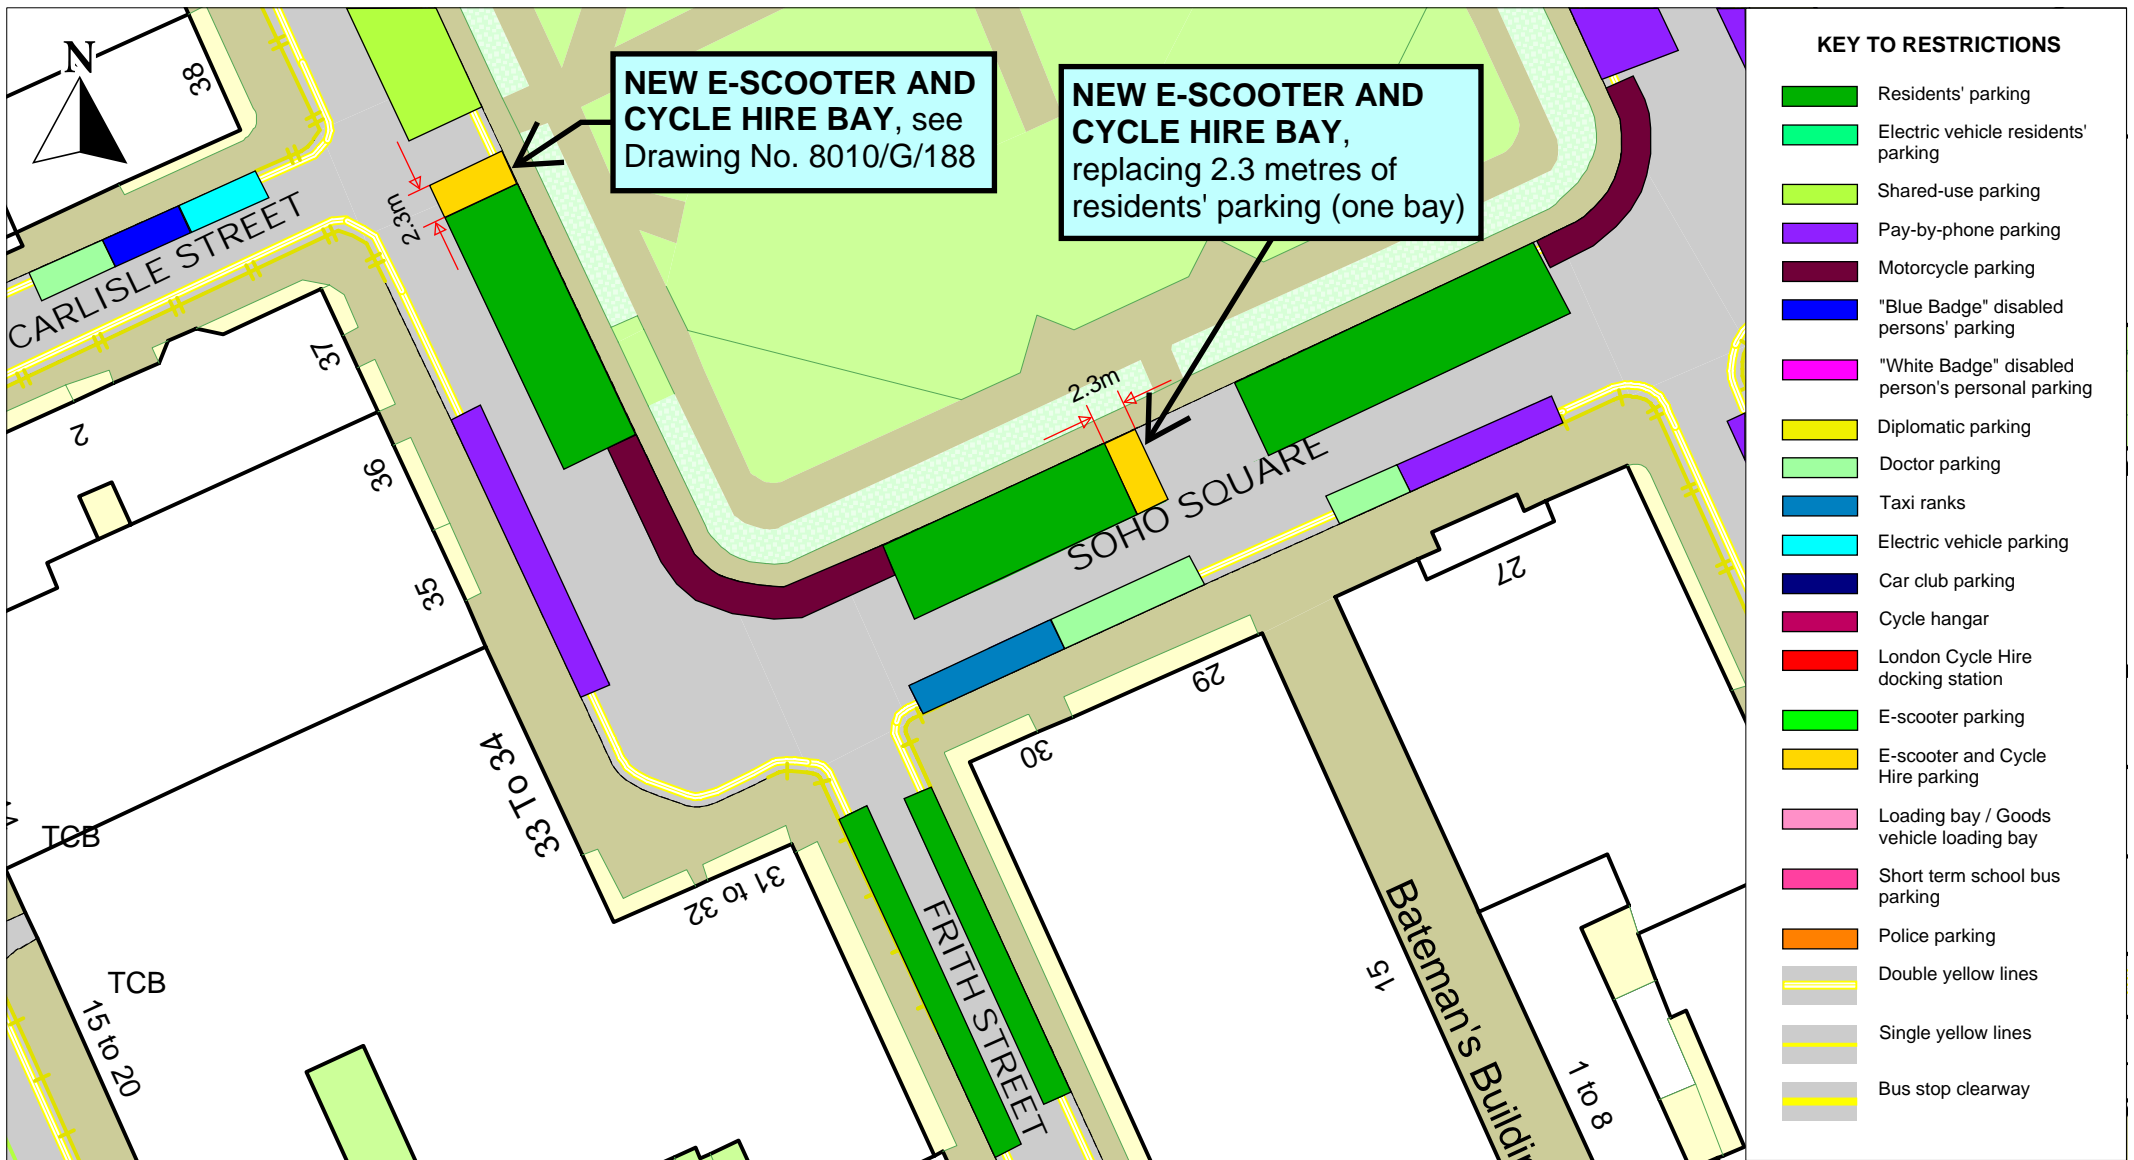 N
38
NEW E-SCOOTER AND
CYCLE HIRE BAY, see
Drawing No. 8010/G/188
NEW E-SCOOTER AND
CYCLE HIRE BAY,
replacing 2.3 metres of
residents' parking (one bay)
2.3m
CARLISLE STREET
37
2
36
35
2.3m
SOHO SQUARE
27
29
30
33 To 34
31 to 32
TCB
TCB
15 to 20
FRITH STREET
15
Bateman's Buildin
1 to 8
KEY TO RESTRICTIONS
Residents' parking
Electric vehicle residents'
parking
Shared-use parking
Pay-by-phone parking
Motorcycle parking
"Blue Badge" disabled
persons' parking
"White Badge" disabled
person's personal parking
Diplomatic parking
Doctor parking
Taxi ranks
Electric vehicle parking
Car club parking
Cycle hangar
London Cycle Hire
docking station
E-scooter parking
E-scooter and Cycle
Hire parking
Loading bay / Goods
vehicle loading bay
Short term school bus
parking
Police parking
Double yellow lines
Single yellow lines
Bus stop clearway